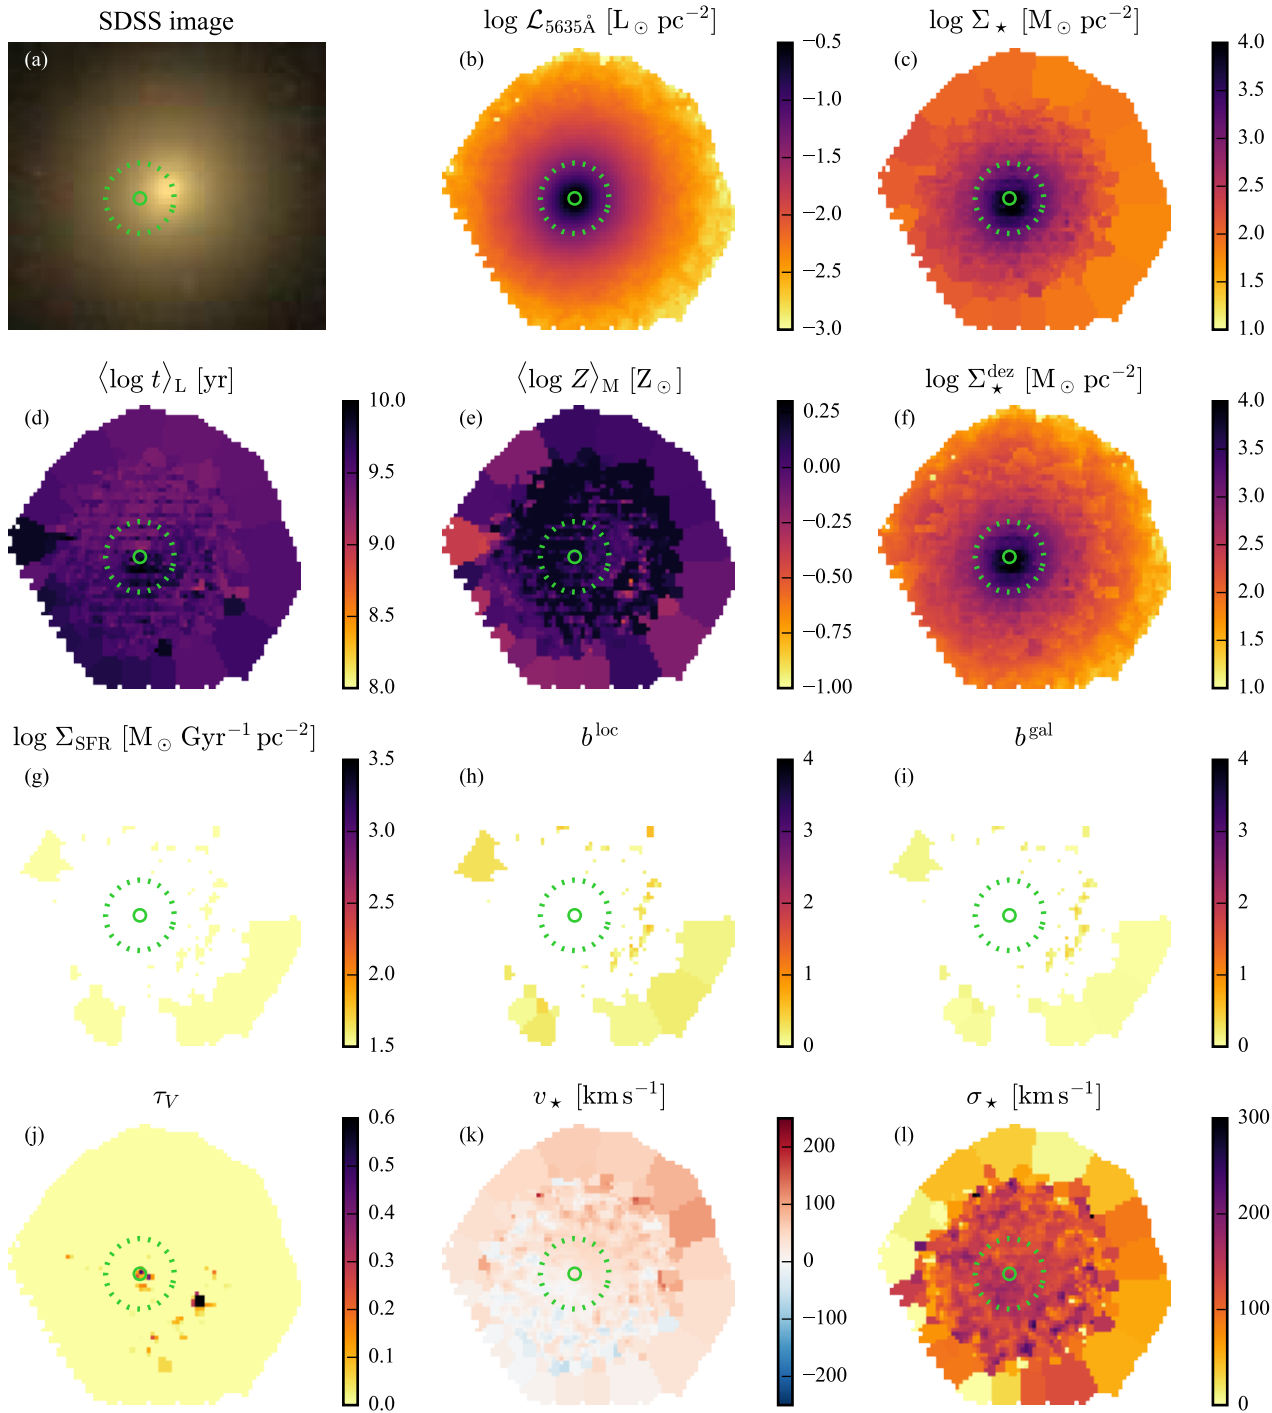 SDSS image
log ℒ₅₆₃₅Å [L⊙ pc⁻²]
log Σ⋆ [M⊙ pc⁻²]
(a)
(b)
−0.5
−1.0
−1.5
−2.0
−2.5
−3.0
(c)
4.0
3.5
3.0
2.5
2.0
1.5
1.0
⟨log t⟩L [yr]
⟨log Z⟩M [Z⊙]
log Σ⋆ᵈᵉᶻ [M⊙ pc⁻²]
(d)
10.0
9.5
9.0
8.5
8.0
(e)
0.25
0.00
−0.25
−0.50
−0.75
−1.00
(f)
4.0
3.5
3.0
2.5
2.0
1.5
1.0
log ΣSFR [M⊙ Gyr⁻¹ pc⁻²]
bˡᵒᶜ
bᵍᵃˡ
(g)
3.5
3.0
2.5
2.0
1.5
(h)
4
3
2
1
0
(i)
4
3
2
1
0
τV
v⋆ [km s⁻¹]
σ⋆ [km s⁻¹]
(j)
0.6
0.5
0.4
0.3
0.2
0.1
0.0
(k)
200
100
0
−100
−200
(l)
300
200
100
0